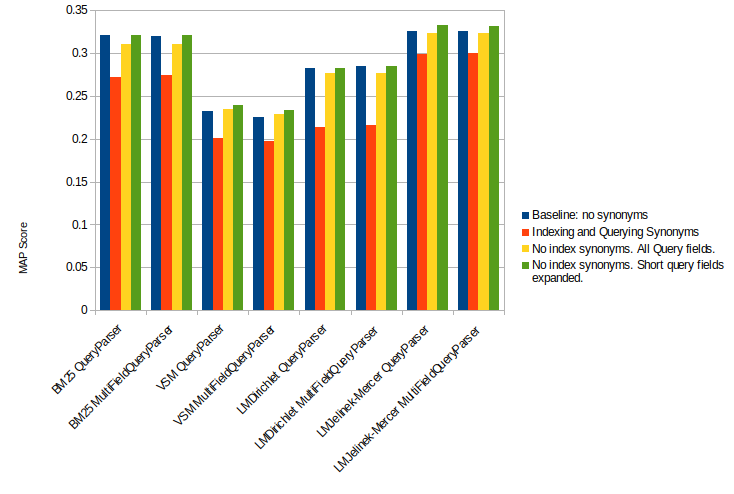 0.35
0.3
0.25
0.2
0.15
0.1
0.05
0
MAP Score
BM25 QueryParser
BM25 MultiFieldQueryParser
VSM QueryParser
VSM MultiFieldQueryParser
LMDirichlet QueryParser
LMDirichlet MultiFieldQueryParser
LMJelinek-Mercer QueryParser
LMJelinek-Mercer MultiFieldQueryParser
Baseline: no synonyms
Indexing and Querying Synonyms
No index synonyms. All Query fields.
No index synonyms. Short query fields
expanded.